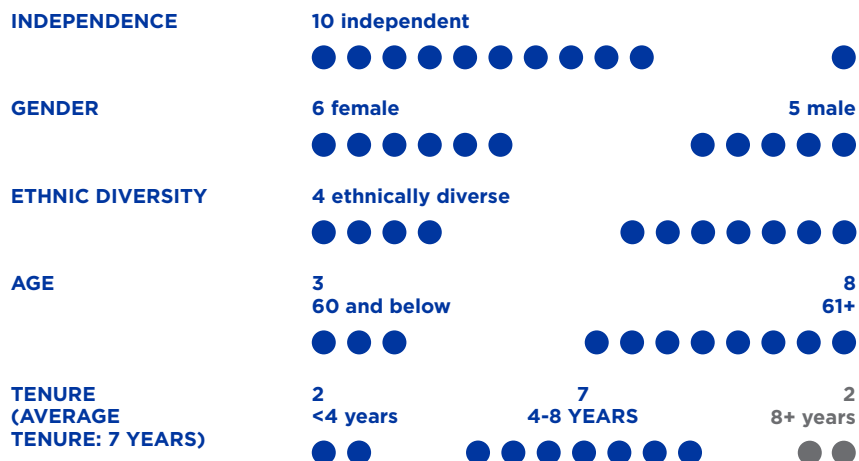 INDEPENDENCE
10 independent
GENDER
6 female
5 male
ETHNIC DIVERSITY
4 ethnically diverse
AGE
3
60 and below
8
61+
TENURE
(AVERAGE
TENURE: 7 YEARS)
2
<4 years
7
4-8 YEARS
2
8+ years